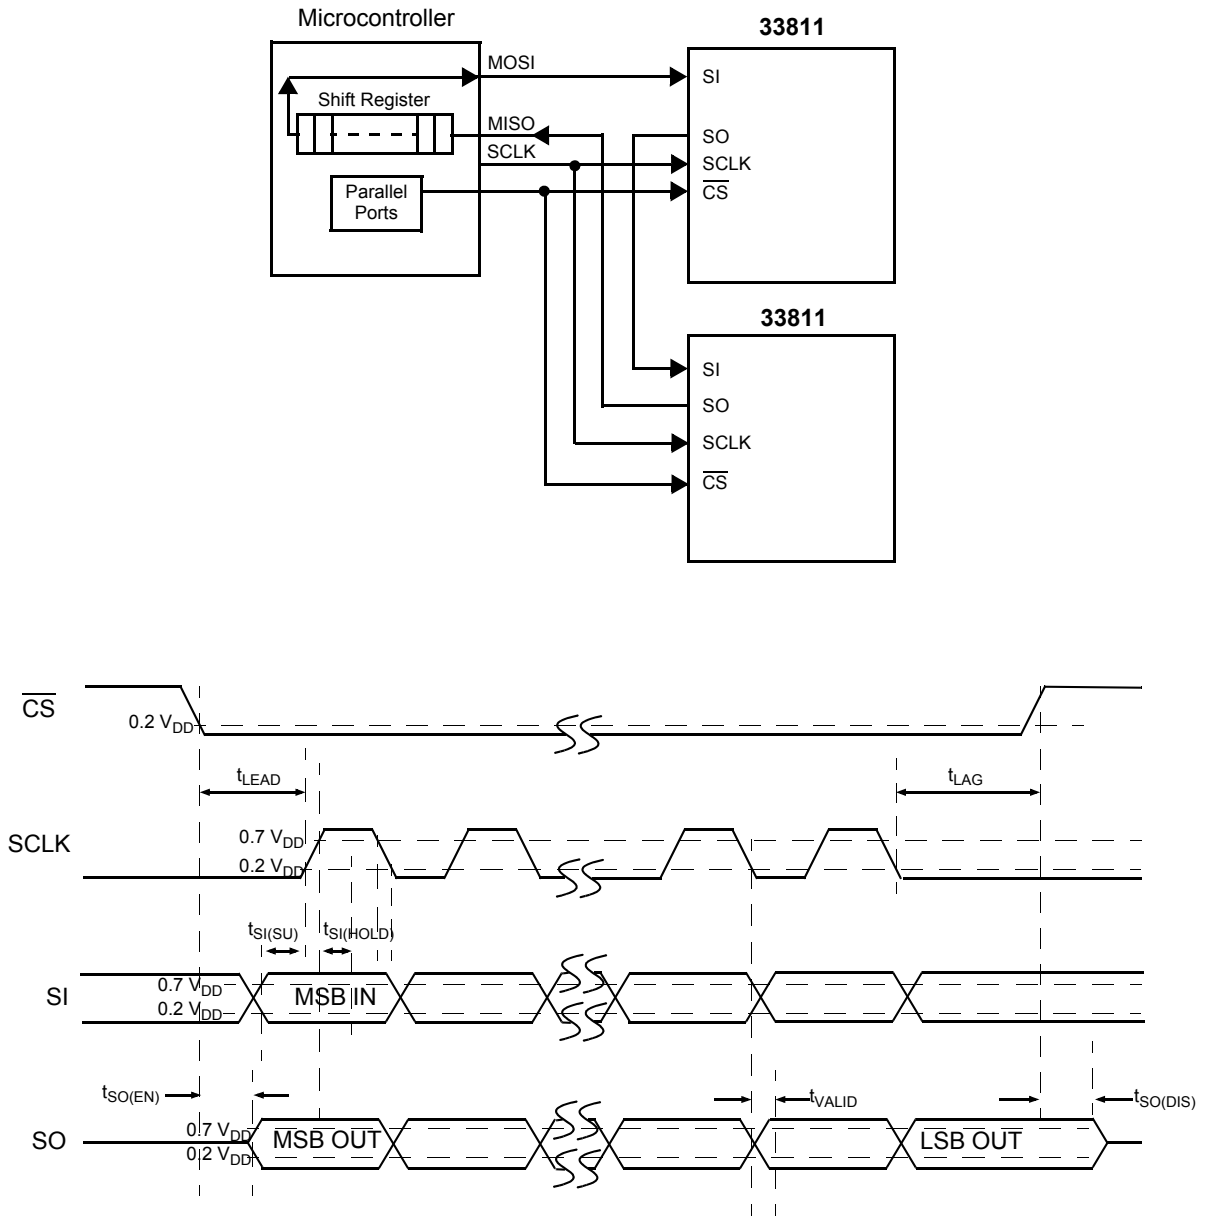 Microcontroller
33811
MOSI
SI
Shift Register
MISO
SO
SCLK
SCLK
Parallel
Ports
CS
33811
SI
SO
SCLK
CS
CS
0.2 VDD
tLEAD
tLAG
SCLK
0.7 VDD
0.2 VDD
tSI(SU)
tSI(HOLD)
SI
0.7 VDD
MSB IN
0.2 VDD
tSO(EN)
tVALID
tSO(DIS)
SO
0.7 VDD
MSB OUT
LSB OUT
0.2 VDD